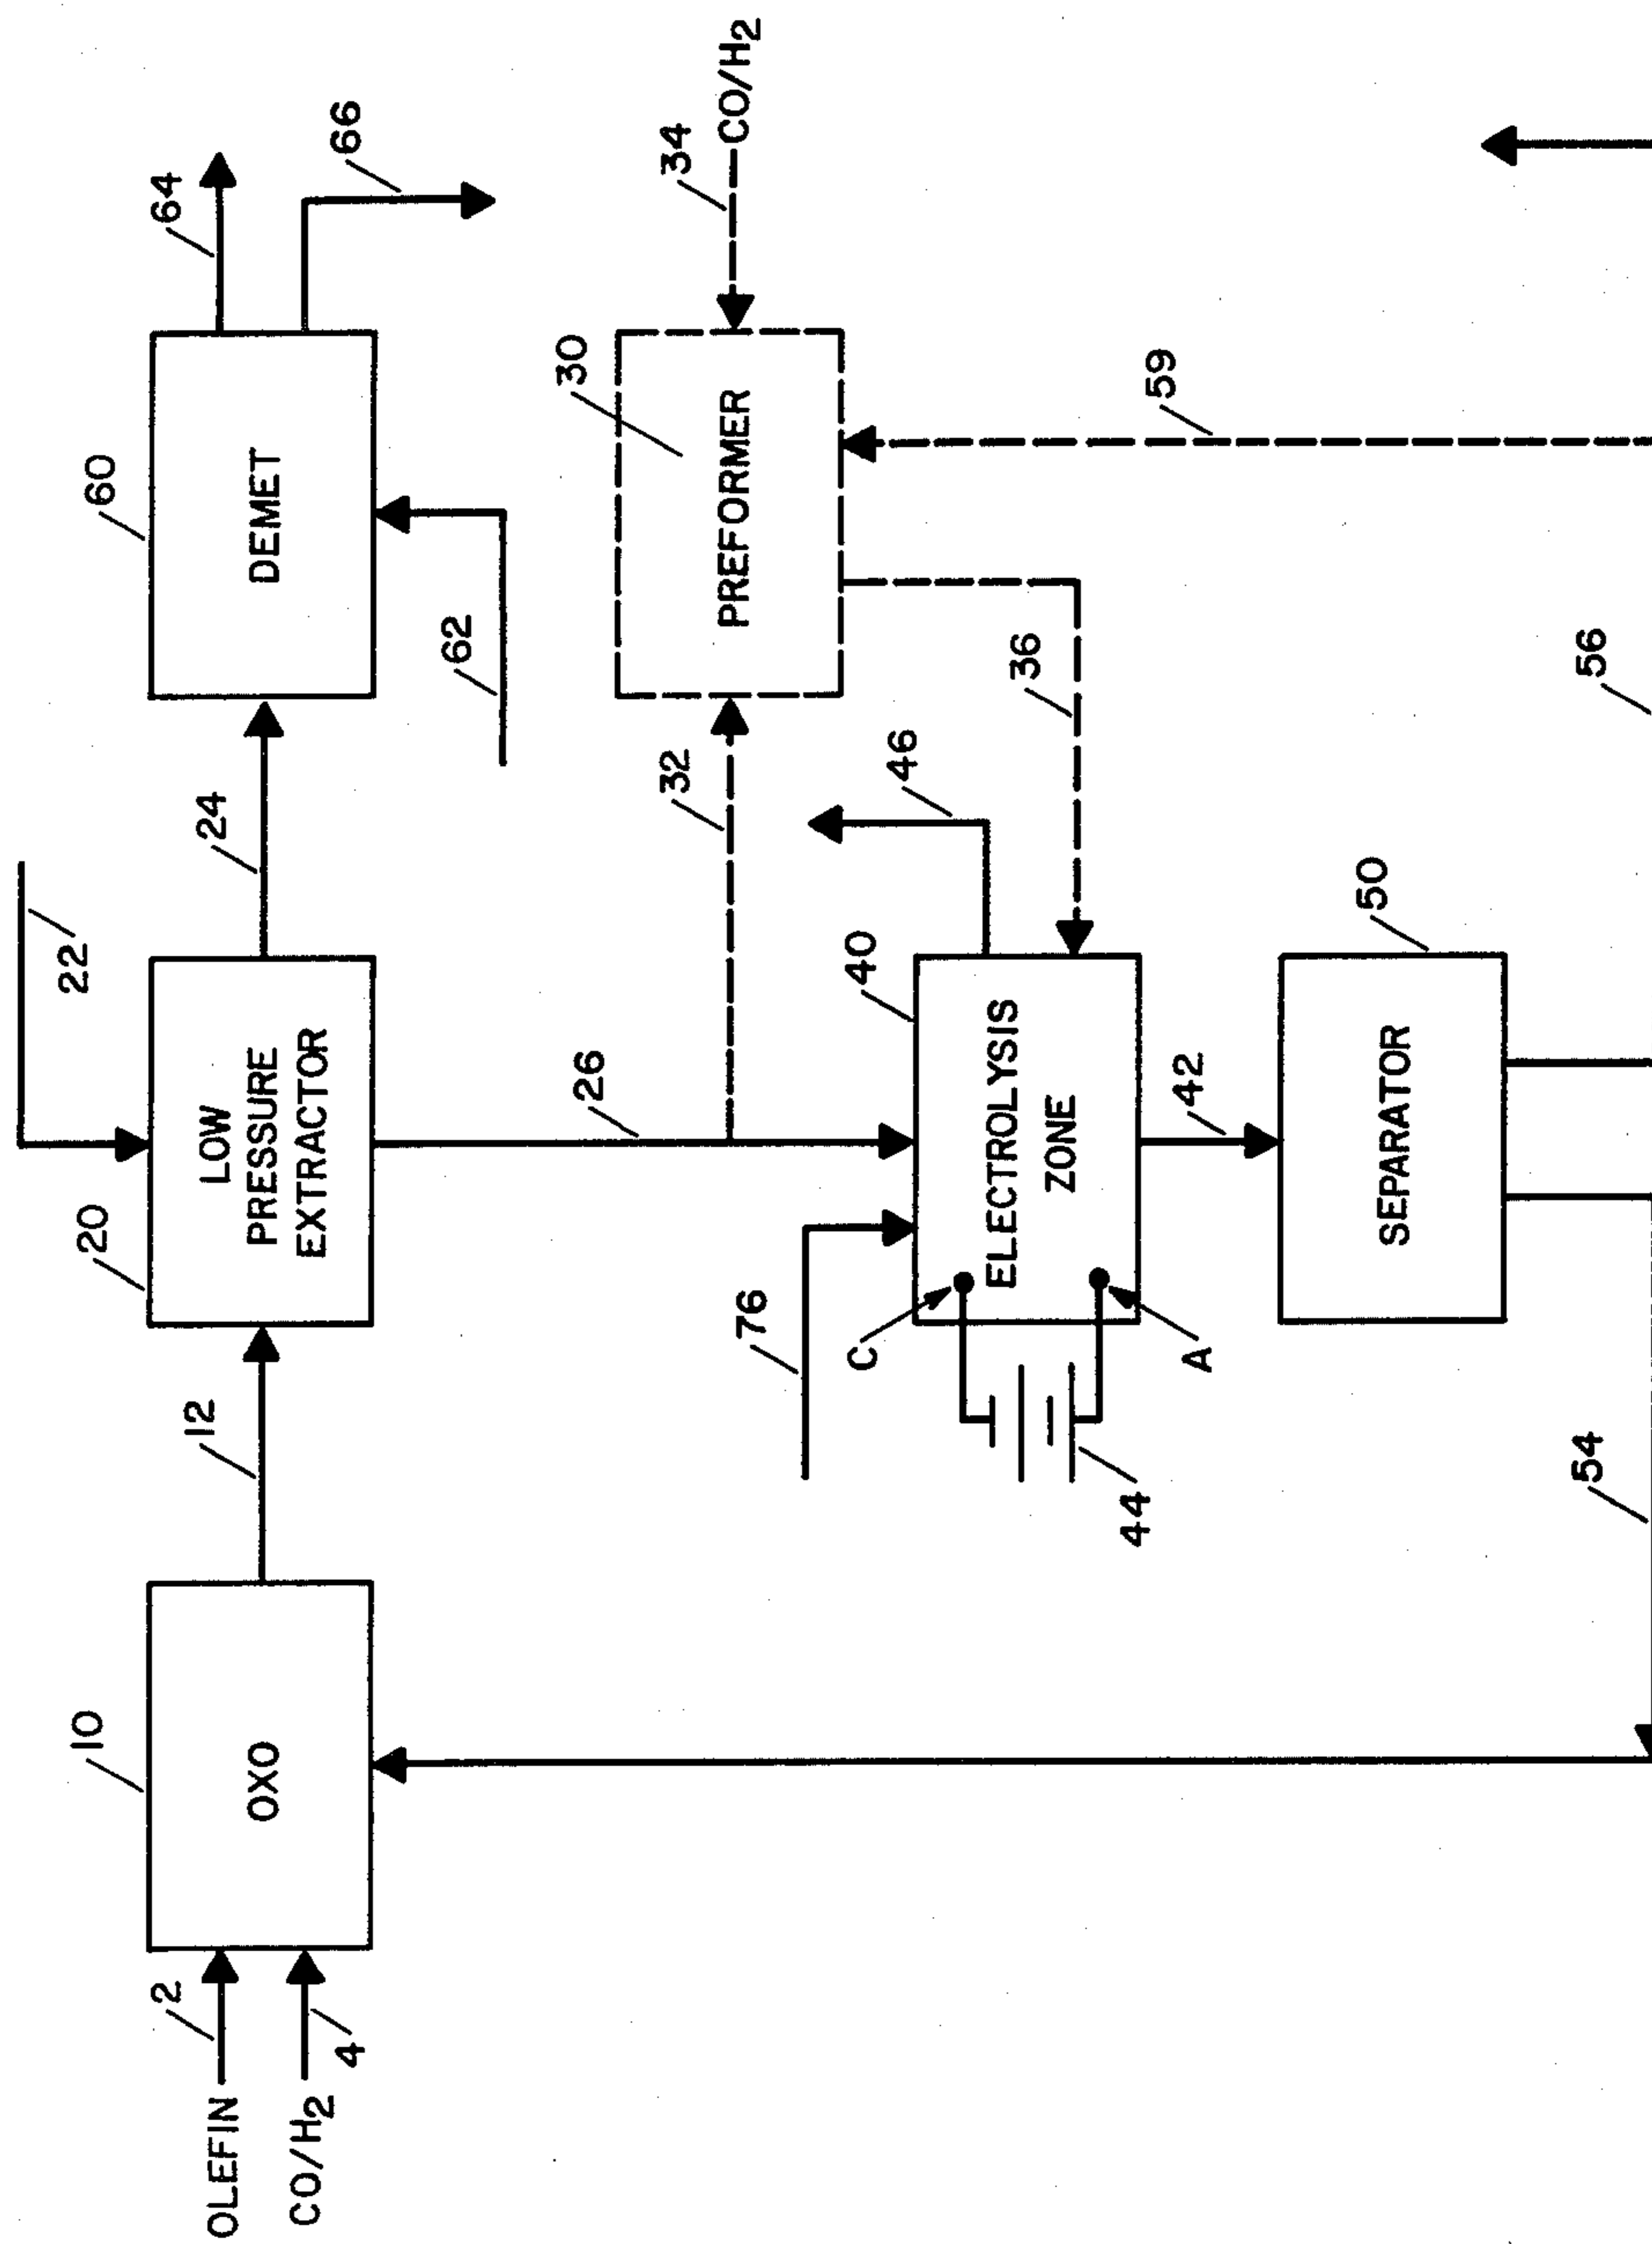 22
20
LOW
PRESSURE
EXTRACTOR
24
60
DEMET
64
66
62
OLEFIN
2
CO/H2
4
10
OXO
12
26
32
30
PREFORMER
34
CO/H2
76
40
ELECTROLYSIS
ZONE
46
36
C
A
44
42
59
50
SEPARATOR
54
56